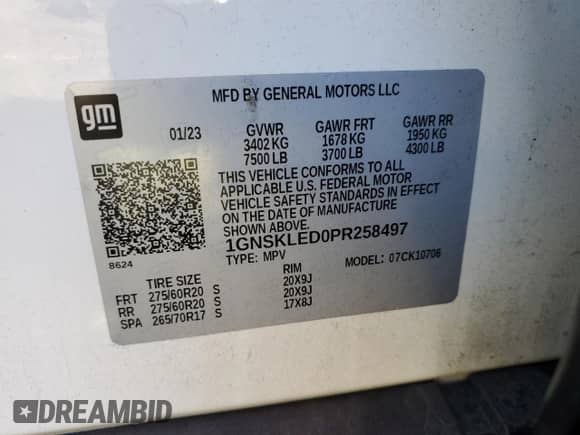 MFD BY GENERAL MOTORS LLC
gm
01/23 GVWR GAWR FRT GAWR RR
3402 KG 1678 KG 1950 KG
7500 LB 3700 LB 4300 LB
THIS VEHICLE CONFORMS TO ALL
APPLICABLE U.S. FEDERAL MOTOR
VEHICLE SAFETY STANDARDS IN EFFECT
ON THE DATE OF MANUFACTURE
SHOWN ABOVE.
1GNSKLED0PR258497
8624
TYPE: MPV MODEL: 07CK10706
TIRE SIZE RIM
FRT 275/60R20 S 20X9J
RR 275/60R20 S 20X9J
SPA 265/70R17 S 17X8J
DREAMBID